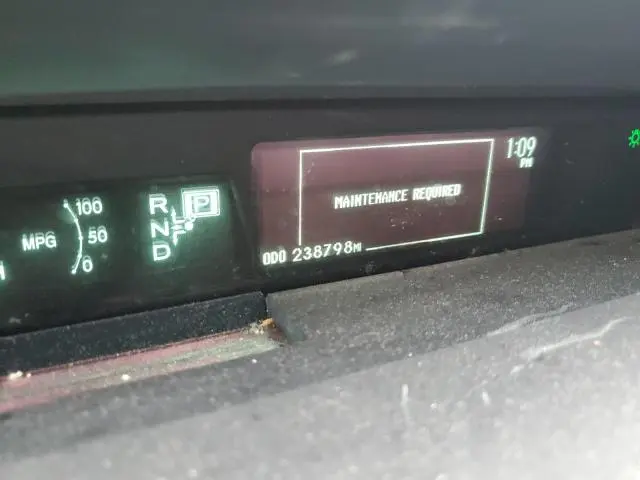 MPG
100
50
0
R
N
D
P
MAINTENANCE REQUIRED
1:09
PM
ODO 238798MI